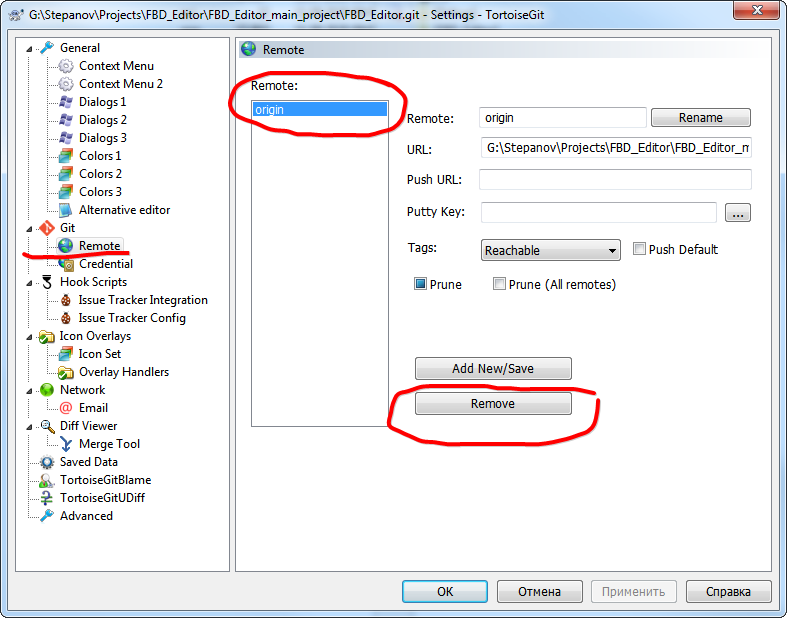 G:\Stepanov\Projects\FBD_Editor\FBD_Editor_main_project\FBD_Editor.git - Settings - TortoiseGit
General
Context Menu
Context Menu 2
Dialogs 1
Dialogs 2
Dialogs 3
Colors 1
Colors 2
Colors 3
Alternative editor
Git
Remote
Credential
Hook Scripts
Issue Tracker Integration
Issue Tracker Config
Icon Overlays
Icon Set
Overlay Handlers
Network
@ Email
Diff Viewer
Merge Tool
Saved Data
TortoiseGitBlame
TortoiseGitUDiff
Advanced
Remote
Remote:
origin
Remote: origin Rename
URL: G:\Stepanov\Projects\FBD_Editor\FBD_Editor_m
Push URL:
Putty Key: ...
Tags: Reachable Push Default
Prune Prune (All remotes)
Add New/Save
Remove
OK Отмена Применить Справка